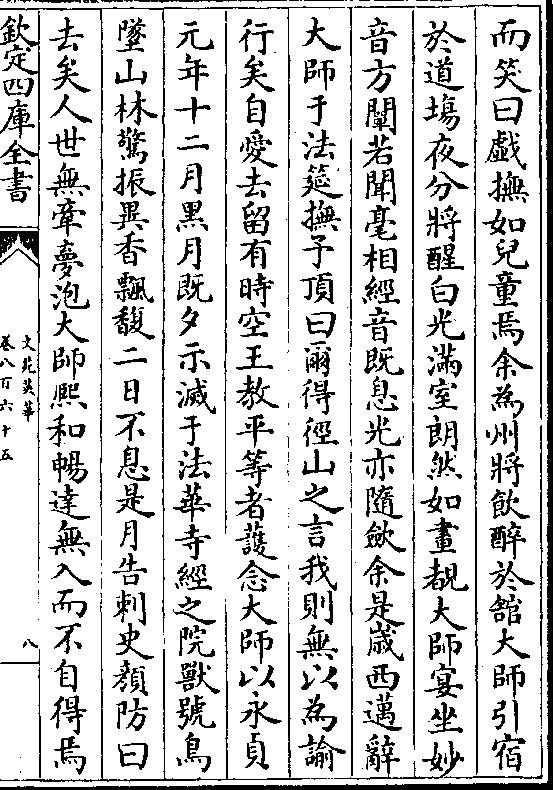 而笑曰戲撫如兒童焉余為州將飲醉於舘大師引宿
於道塲夜分將醒白光滿室朗然如晝覩大師宴坐妙
音方闡若聞毫相經音既息光亦隨歛余是歳西邁辭
大師于法筵撫予頂曰爾得徑山之言我則無以為諭
行矣自愛去留有時空王教平等者護念大師以永貞
元年十二月黑月既夕示滅于法華寺經之院獸號鳥
墜山林驚振異香飄馥二日不息是月告刺史顔防曰
去矣人世無牽夢泡大師熙和暢達無入而不自得焉
欽定四庫全書
文苑英華
卷八百六十五
八